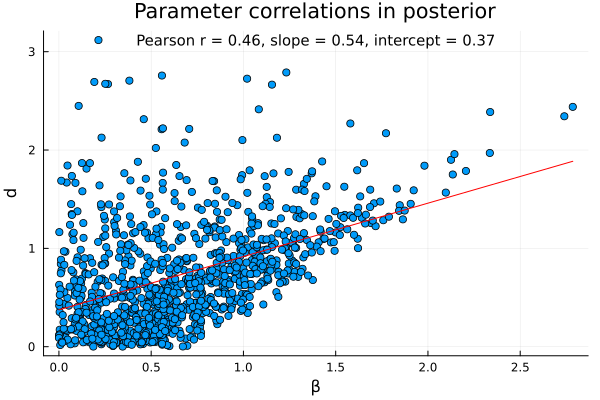 Parameter correlations in posterior
Pearson r = 0.46, slope = 0.54, intercept = 0.37
3
2
1
0
d
0.0 0.5 1.0 1.5 2.0 2.5
β